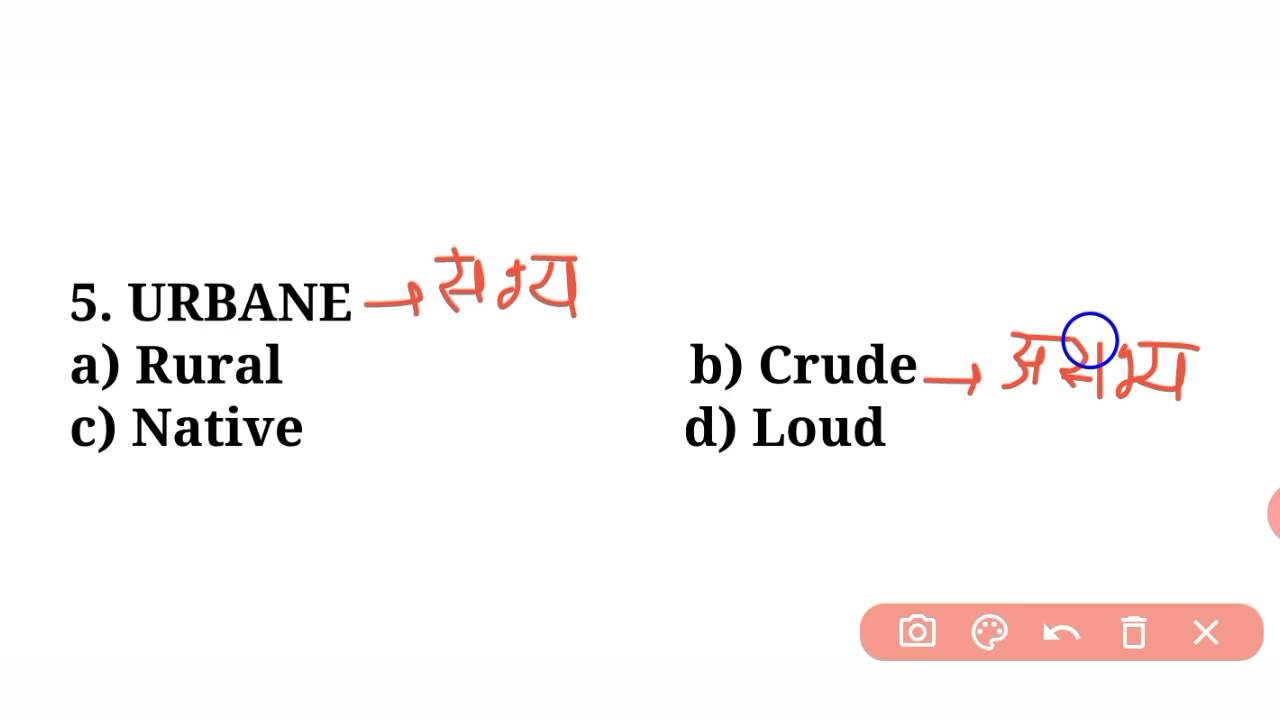 5. URBANE → सभ्य
a) Rural b) Crude → असभ्य
c) Native d) Loud